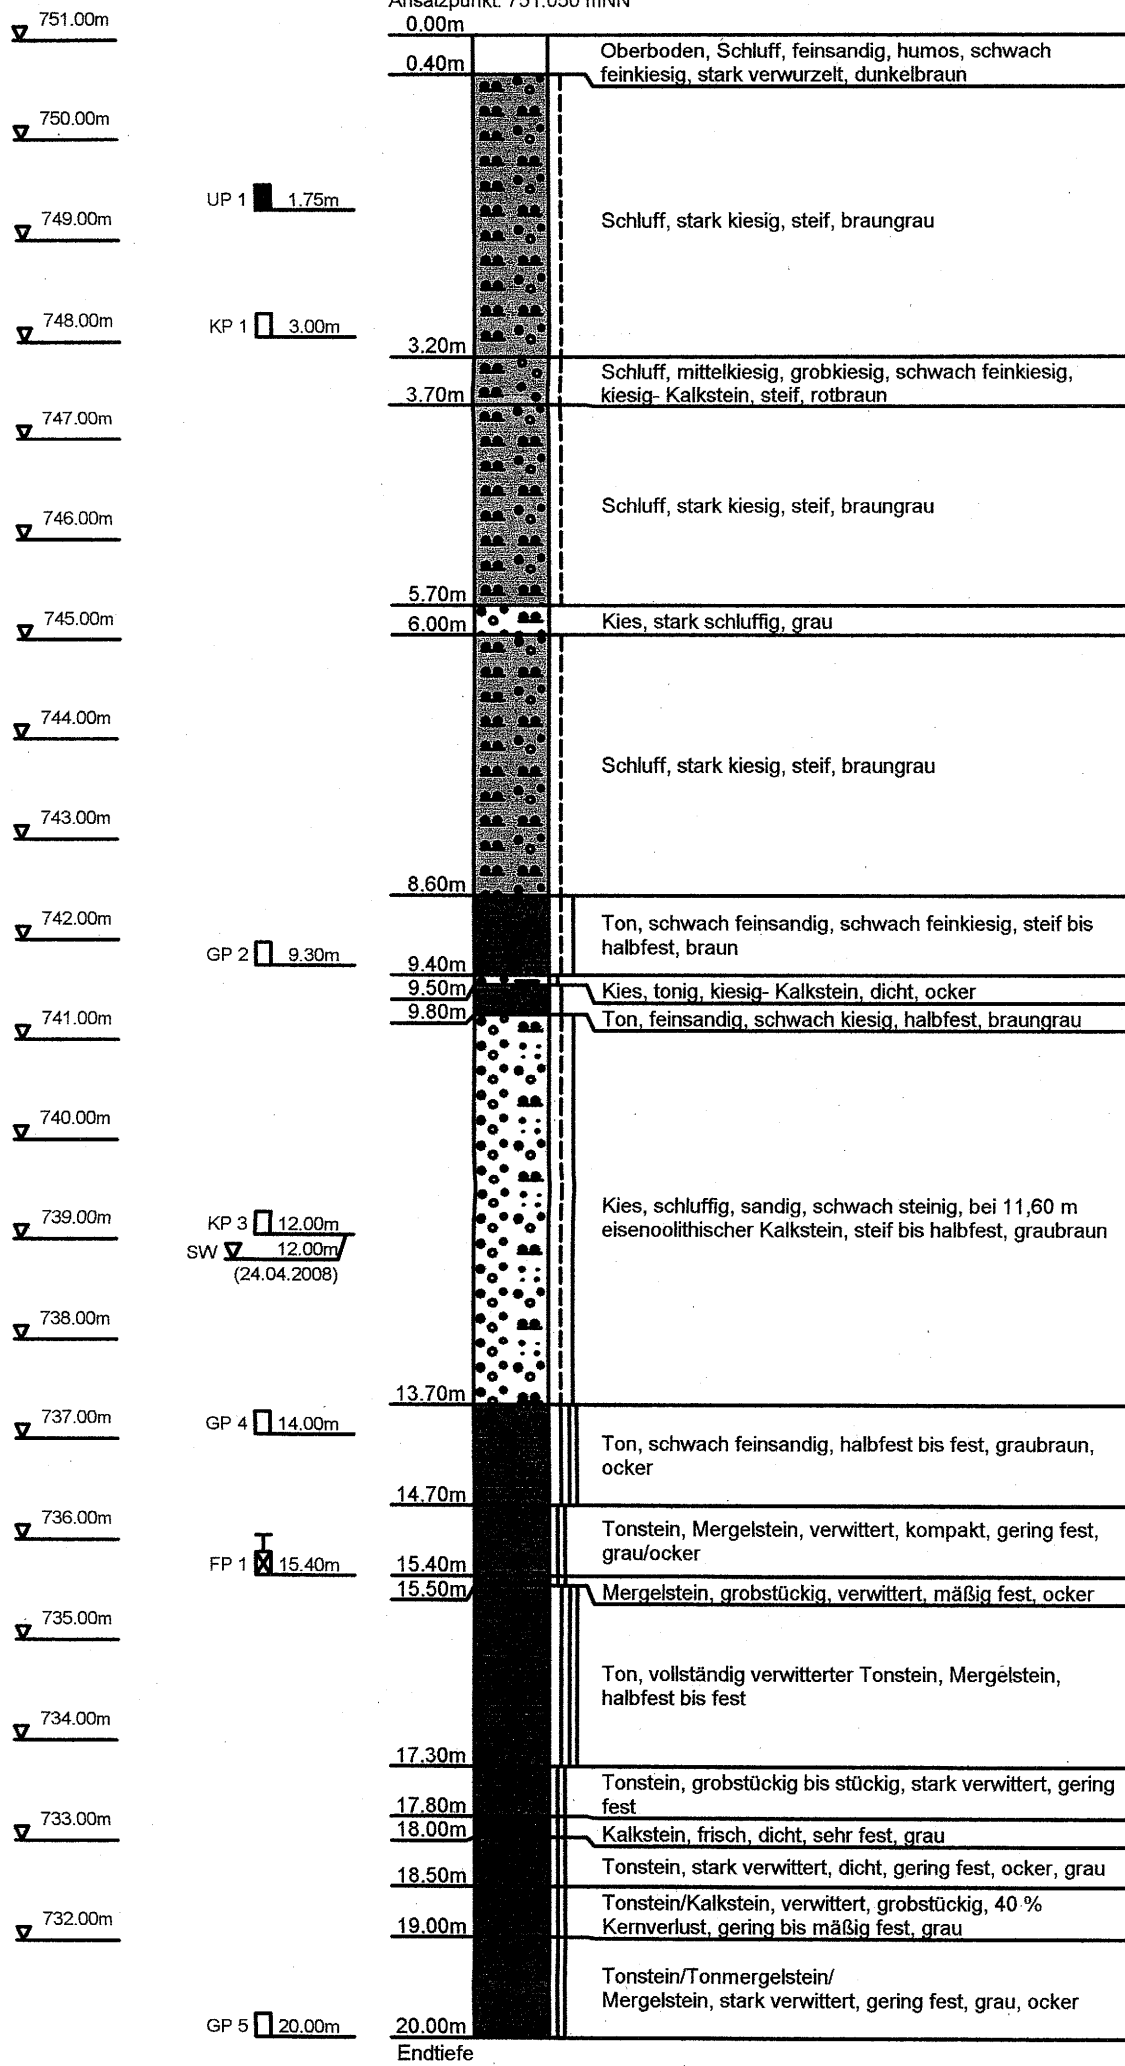 Ansatzpunkt: 751.050 mNN
751.00m
0.00m
Oberboden, Schluff, feinsandig, humos, schwach
feinkiesig, stark verwurzelt, dunkelbraun
0.40m
750.00m
UP 1 1.75m
749.00m
Schluff, stark kiesig, steif, braungrau
748.00m
KP 1 3.00m
3.20m
Schluff, mittelkiesig, grobkiesig, schwach feinkiesig,
kiesig- Kalkstein, steif, rotbraun
3.70m
747.00m
Schluff, stark kiesig, steif, braungrau
746.00m
5.70m
745.00m
Kies, stark schluffig, grau
6.00m
744.00m
Schluff, stark kiesig, steif, braungrau
743.00m
8.60m
742.00m
Ton, schwach feinsandig, schwach feinkiesig, steif bis
halbfest, braun
GP 2 9.30m
9.40m
9.50m
Kies, tonig, kiesig- Kalkstein, dicht, ocker
9.80m
741.00m
Ton, feinsandig, schwach kiesig, halbfest, braungrau
740.00m
739.00m
Kies, schluffig, sandig, schwach steinig, bei 11,60 m
eisenoolithischer Kalkstein, steif bis halbfest, graubraun
KP 3 12.00m
SW 12.00m
(24.04.2008)
738.00m
13.70m
737.00m
GP 4 14.00m
Ton, schwach feinsandig, halbfest bis fest, graubraun,
ocker
14.70m
736.00m
Tonstein, Mergelstein, verwittert, kompakt, gering fest,
grau/ocker
FP 1 15.40m
15.40m
15.50m
Mergelstein, grobstückig, verwittert, mäßig fest, ocker
735.00m
Ton, vollständig verwitterter Tonstein, Mergelstein,
halbfest bis fest
734.00m
17.30m
Tonstein, grobstückig bis stückig, stark verwittert, gering
fest
17.80m
733.00m
18.00m
Kalkstein, frisch, dicht, sehr fest, grau
Tonstein, stark verwittert, dicht, gering fest, ocker, grau
18.50m
Tonstein/Kalkstein, verwittert, grobstückig, 40 %
Kernverlust, gering bis mäßig fest, grau
732.00m
19.00m
Tonstein/Tonmergelstein/
Mergelstein, stark verwittert, gering fest, grau, ocker
GP 5 20.00m
20.00m
Endtiefe